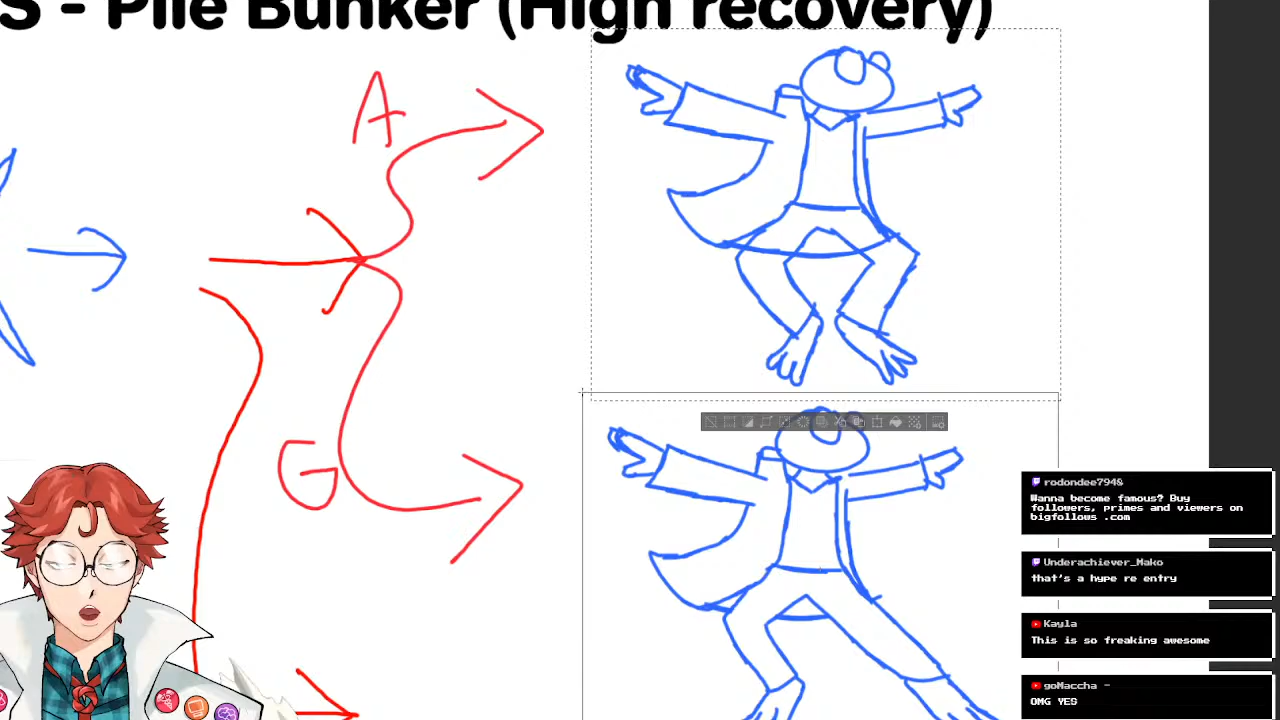 S - Pile Bunker (High recovery)
A
G
rodondee7940
Wanna become famous? Buy
followers, primes and viewers on
bigfollows .com
Underachiever_Mako
that's a hype re entry
Kayla
This is so freaking awesome
goMaccha -
OMG YES